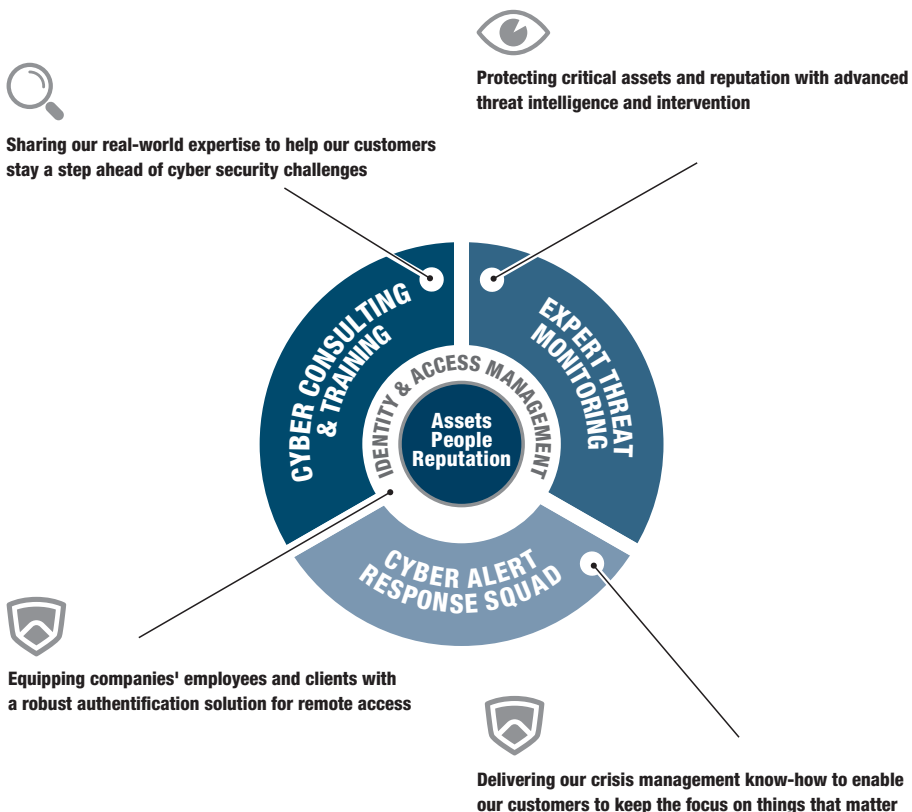 Protecting critical assets and reputation with advanced
threat intelligence and intervention
Sharing our real-world expertise to help our customers
stay a step ahead of cyber security challenges
CYBER CONSULTING
& TRAINING
EXPERT THREAT
MONITORING
IDENTITY & ACCESS MANAGEMENT
Assets
People
Reputation
CYBER ALERT
RESPONSE SQUAD
Equipping companies' employees and clients with
a robust authentification solution for remote access
Delivering our crisis management know-how to enable
our customers to keep the focus on things that matter